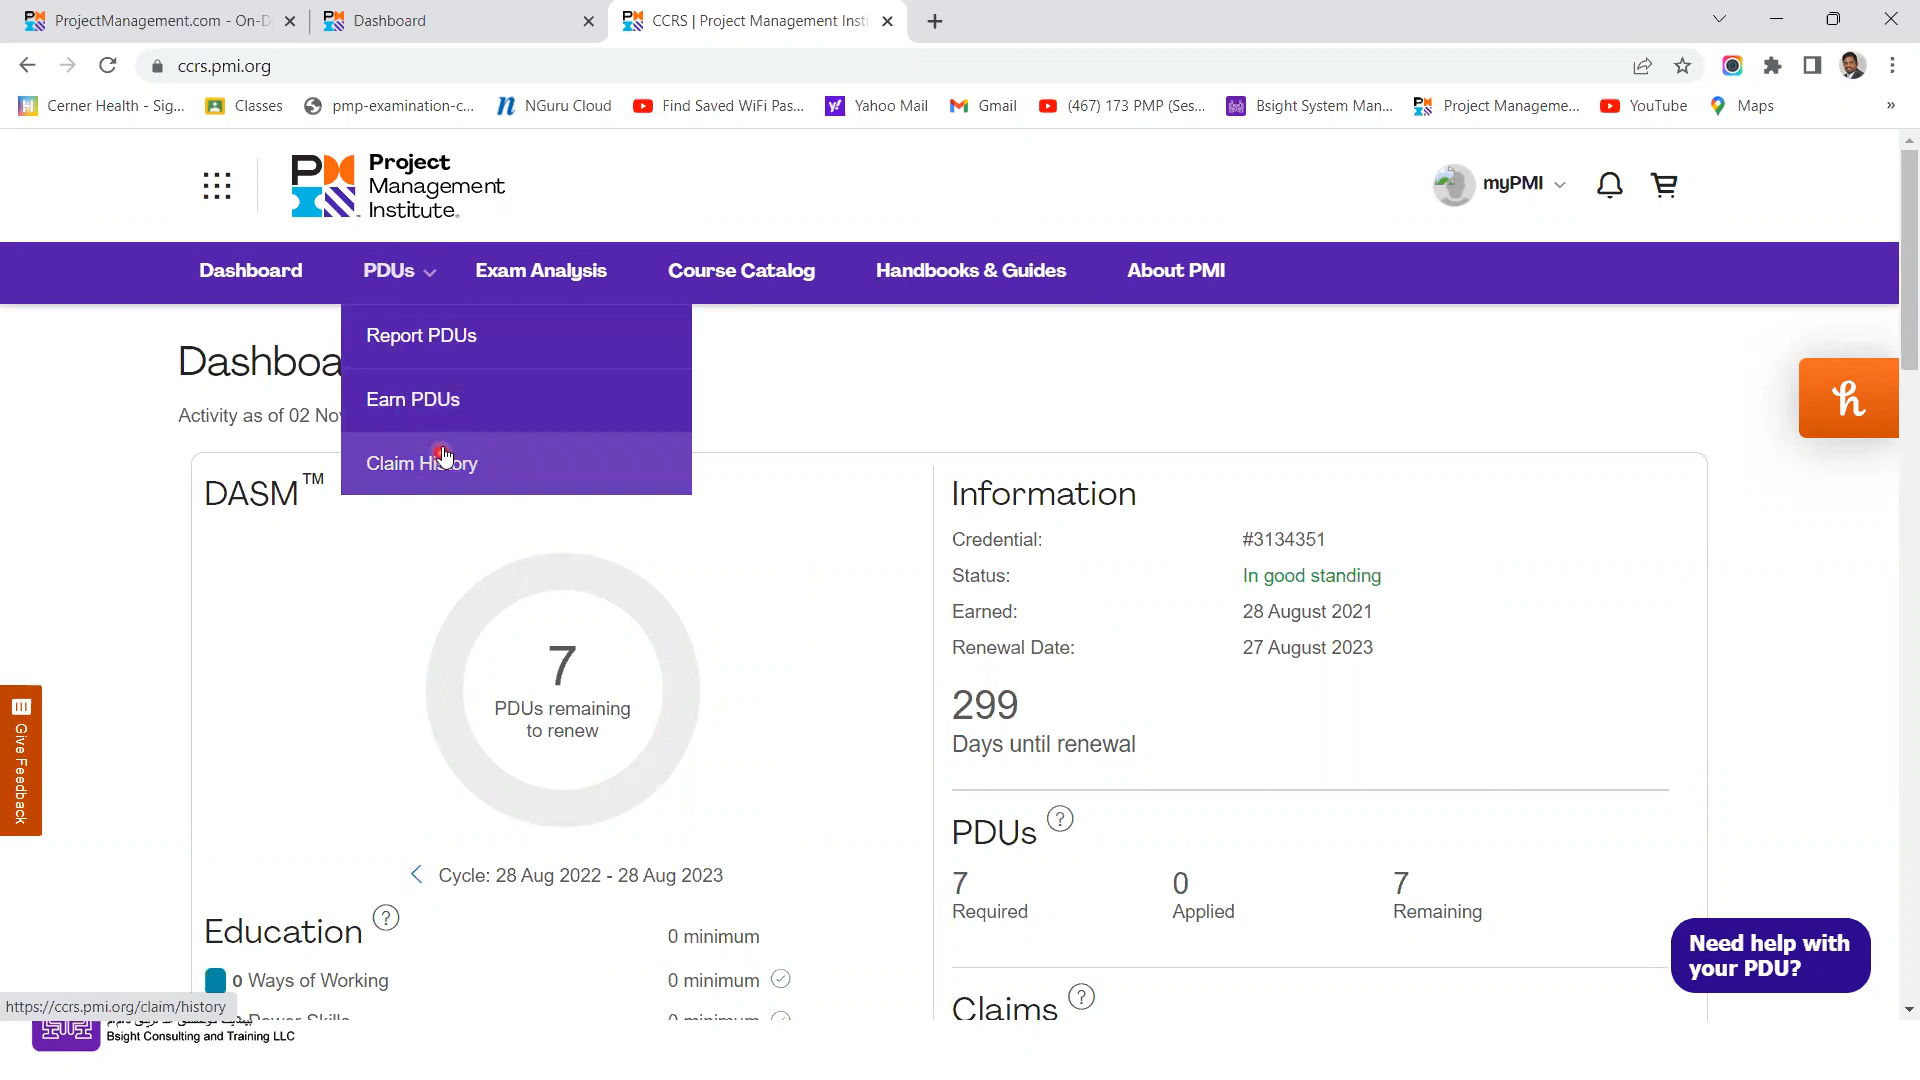 ProjectManagement.com - On-D
Dashboard
CCRS | Project Management Insti
ccrs.pmi.org
Cerner Health - Sig...
Classes
pmp-examination-c...
NGuru Cloud
Find Saved WiFi Pas...
Yahoo Mail
Gmail
(467) 173 PMP (Ses...
Bsight System Man...
Project Manageme...
YouTube
Maps
»
Project
Management
Institute.
myPMI
Dashboard
PDUs
Exam Analysis
Course Catalog
Handbooks & Guides
About PMI
Report PDUs
Earn PDUs
Claim History
Dashboa
Activity as of 02 No
DASM™
7
PDUs remaining
to renew
Cycle: 28 Aug 2022 - 28 Aug 2023
Education ?
0 minimum
0 Ways of Working
0 minimum
Information
Credential: #3134351
Status: In good standing
Earned: 28 August 2021
Renewal Date: 27 August 2023
299
Days until renewal
PDUs ?
7 0 7
Required Applied Remaining
Claims ?
Give Feedback
Need help with
your PDU?
https://ccrs.pmi.org/claim/history
Bsight Consulting and Training LLC